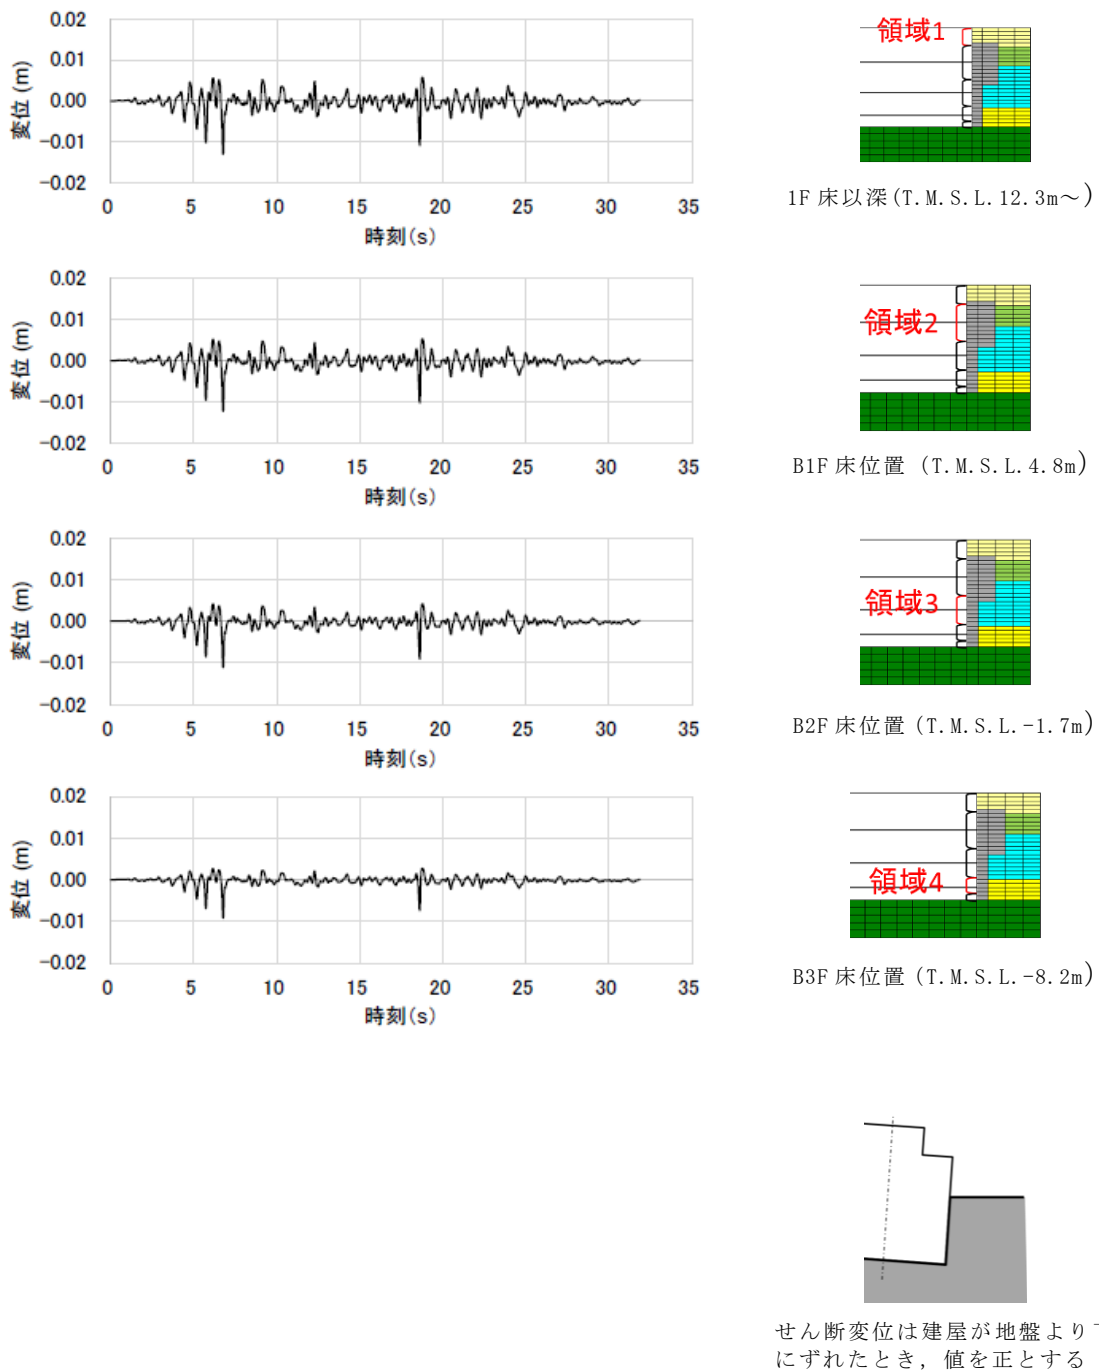 0.02
0.01
0.00
-0.01
-0.02
変位 (m)
0 5 10 15 20 25 30 35
時刻(s)
領域1
1F 床以深(T.M.S.L.12.3m～)
0.02
0.01
0.00
-0.01
-0.02
変位 (m)
0 5 10 15 20 25 30 35
時刻(s)
領域2
B1F 床位置 (T.M.S.L.4.8m)
0.02
0.01
0.00
-0.01
-0.02
変位 (m)
0 5 10 15 20 25 30 35
時刻(s)
領域3
B2F 床位置 (T.M.S.L.-1.7m)
0.02
0.01
0.00
-0.01
-0.02
変位 (m)
0 5 10 15 20 25 30 35
時刻(s)
領域4
B3F 床位置 (T.M.S.L.-8.2m)
せん断変位は建屋が地盤より
にずれたとき，値を正とする